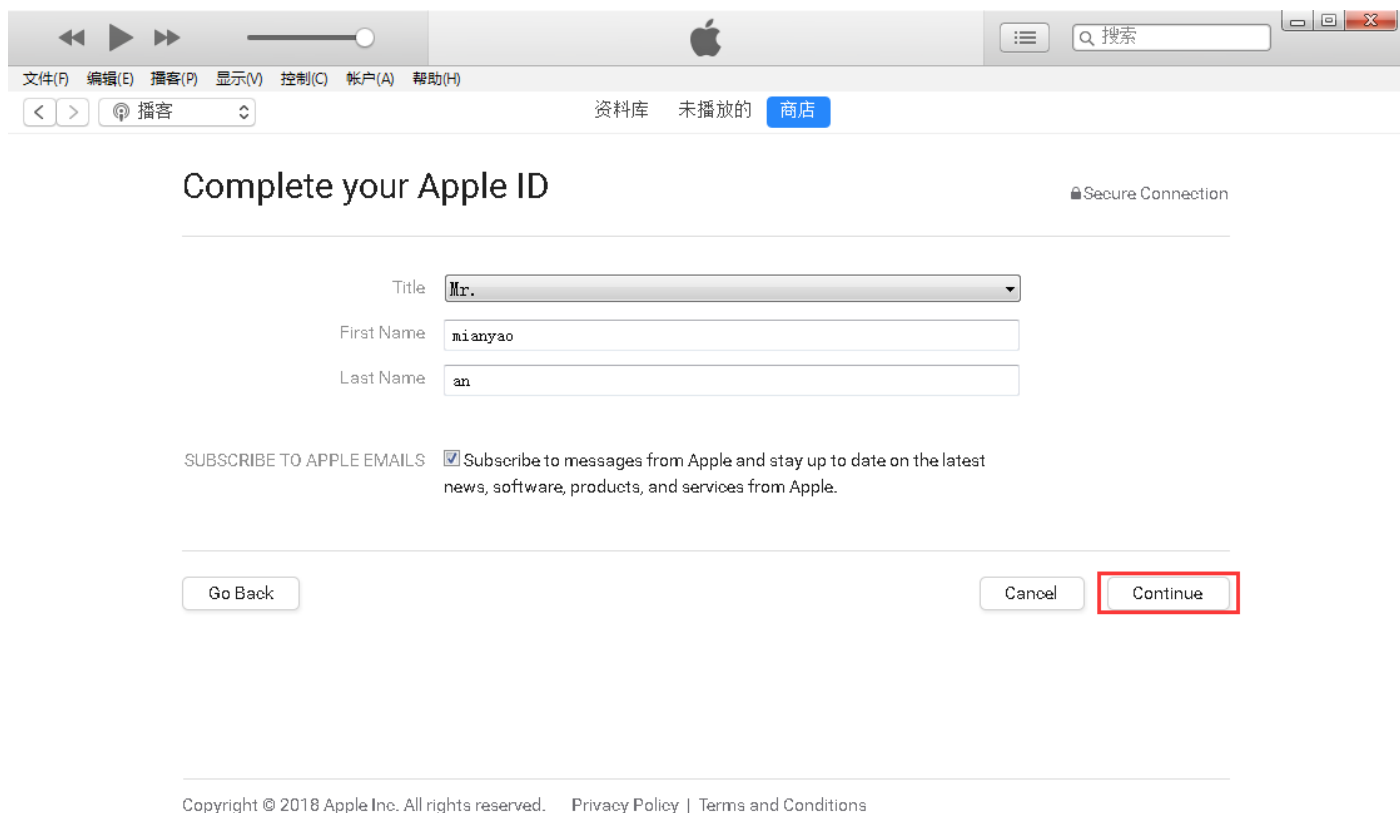 搜索
文件(F) 编辑(E) 播客(P) 显示(V) 控制(C) 帐户(A) 帮助(H)
播客 资料库 未播放的 商店
Complete your Apple ID
Secure Connection
Title Mr.
First Name mianyao
Last Name an
SUBSCRIBE TO APPLE EMAILS Subscribe to messages from Apple and stay up to date on the latest
news, software, products, and services from Apple.
Go Back Cancel Continue
Copyright © 2018 Apple Inc. All rights reserved. Privacy Policy | Terms and Conditions